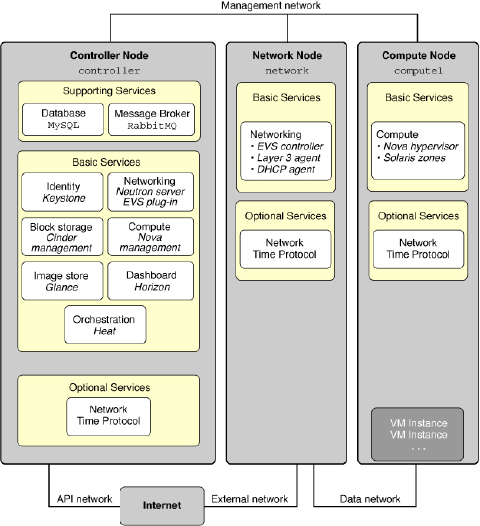 Management network
Controller Node
controller
Supporting Services
Database
MySQL
Message Broker
RabbitMQ
Basic Services
Identity
Keystone
Networking
Neutron server
EVS plug-in
Block storage
Cinder
management
Compute
Nova
management
Image store
Glance
Dashboard
Horizon
Orchestration
Heat
Optional Services
Network
Time Protocol
Network Node
network
Basic Services
Networking
• EVS controller
• Layer 3 agent
• DHCP agent
Optional Services
Network
Time Protocol
Compute Node
compute1
Basic Services
Compute
• Nova hypervisor
• Solaris zones
Optional Services
Network
Time Protocol
VM Instance
VM Instance
. . .
API network
Internet
External network
Data network